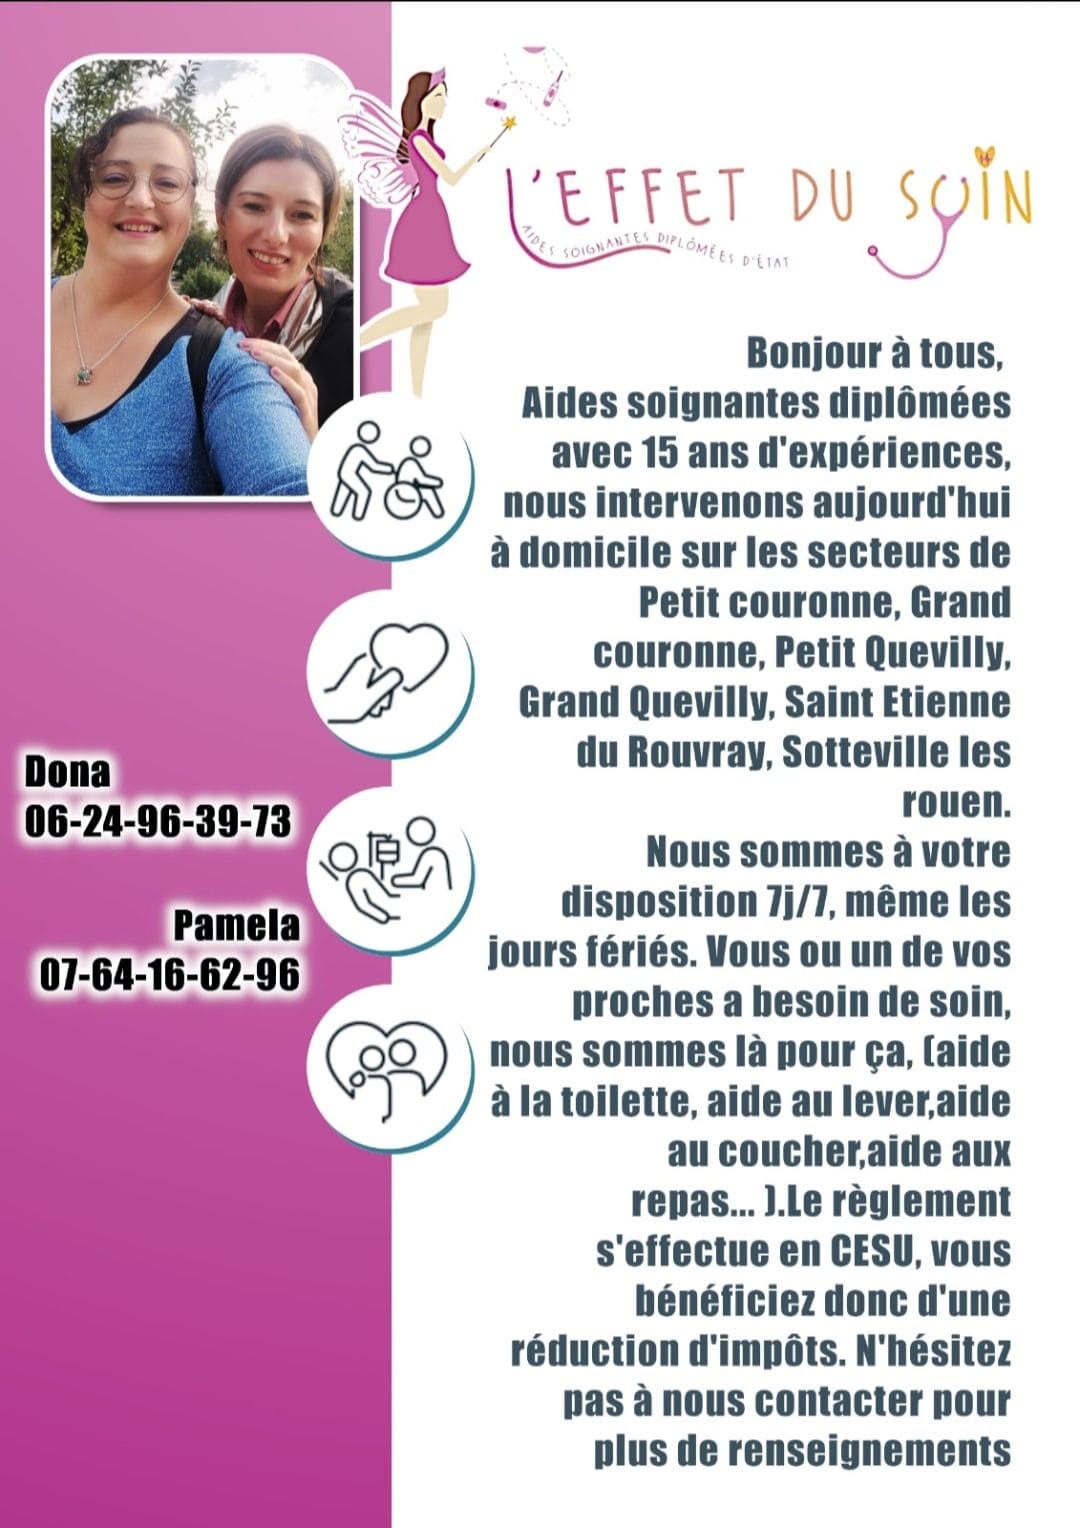 L'EFFET DU SOIN
AIDES SOIGNANTES DIPLÔMÉES D'ÉTAT
Bonjour à tous,
Aides soignantes diplômées
avec 15 ans d'expériences,
nous intervenons aujourd'hui
à domicile sur les secteurs de
Petit couronne, Grand
couronne, Petit Quevilly,
Grand Quevilly, Saint Etienne
du Rouvray, Sotteville les
rouen.
Nous sommes à votre
disposition 7j/7, même les
jours fériés. Vous ou un de vos
proches a besoin de soin,
nous sommes là pour ça, (aide
à la toilette, aide au lever,aide
au coucher,aide aux
repas... ).Le règlement
s'effectue en CESU, vous
bénéficiez donc d'une
réduction d'impôts. N'hésitez
pas à nous contacter pour
plus de renseignements
Dona
06-24-96-39-73
Pamela
07-64-16-62-96